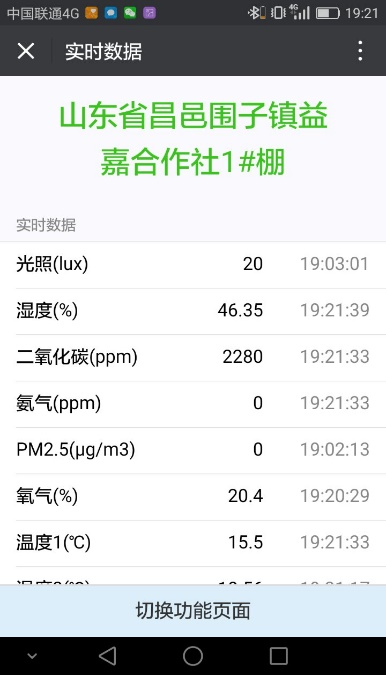 中国联通4G 4G 19:21
实时数据
山东省昌邑围子镇益
嘉合作社1#棚
实时数据
光照(lux) 20 19:03:01
湿度(%) 46.35 19:21:39
二氧化碳(ppm) 2280 19:21:33
氨气(ppm) 0 19:21:33
PM2.5(μg/m3) 0 19:02:13
氧气(%) 20.4 19:20:29
温度1(℃) 15.5 19:21:33
切换功能页面